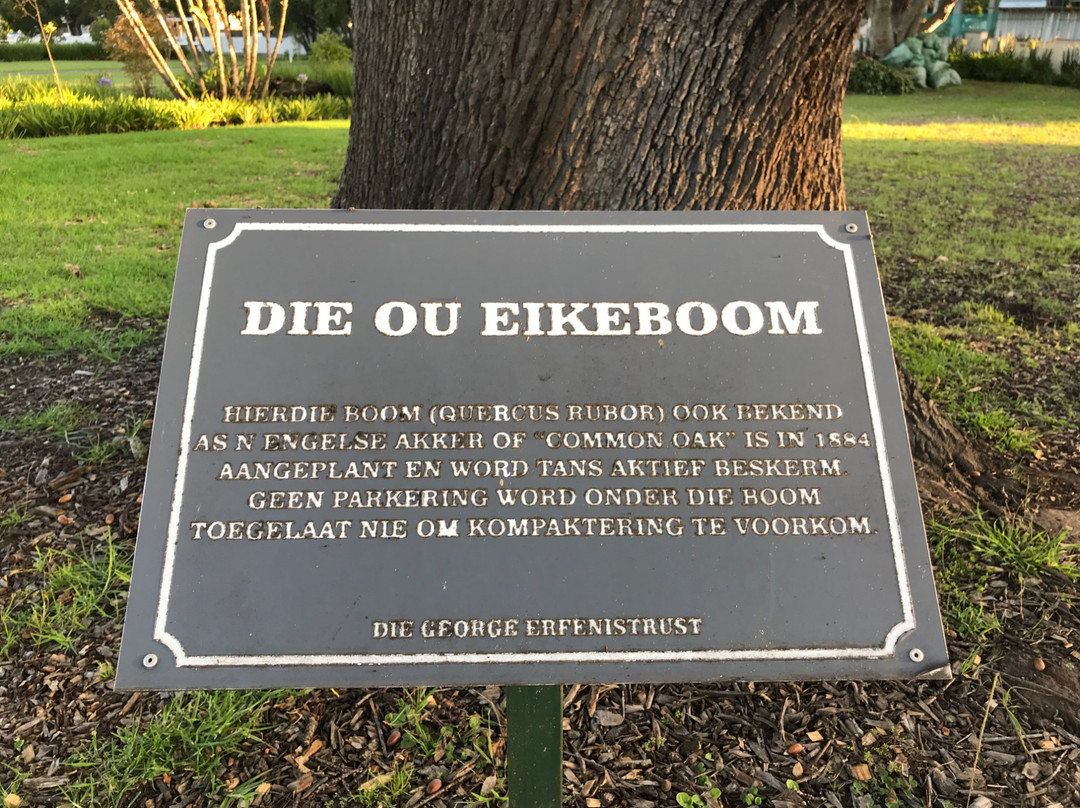 DIE OU EIKEBOOM
HIERDIE BOOM (QUERCUS RUBOR) OOK BEKEND
AS N ENGELSE AKKER OF "COMMON OAK" IS IN 1884
AANGEPLANT EN WORD TANS AKTIEF BESKERM.
GEEN PARKERING WORD ONDER DIE BOOM
TOEGELAAT NIE OM KOMPAKTERING TE VOORKOM.
DIE GEORGE ERFENISTRUST